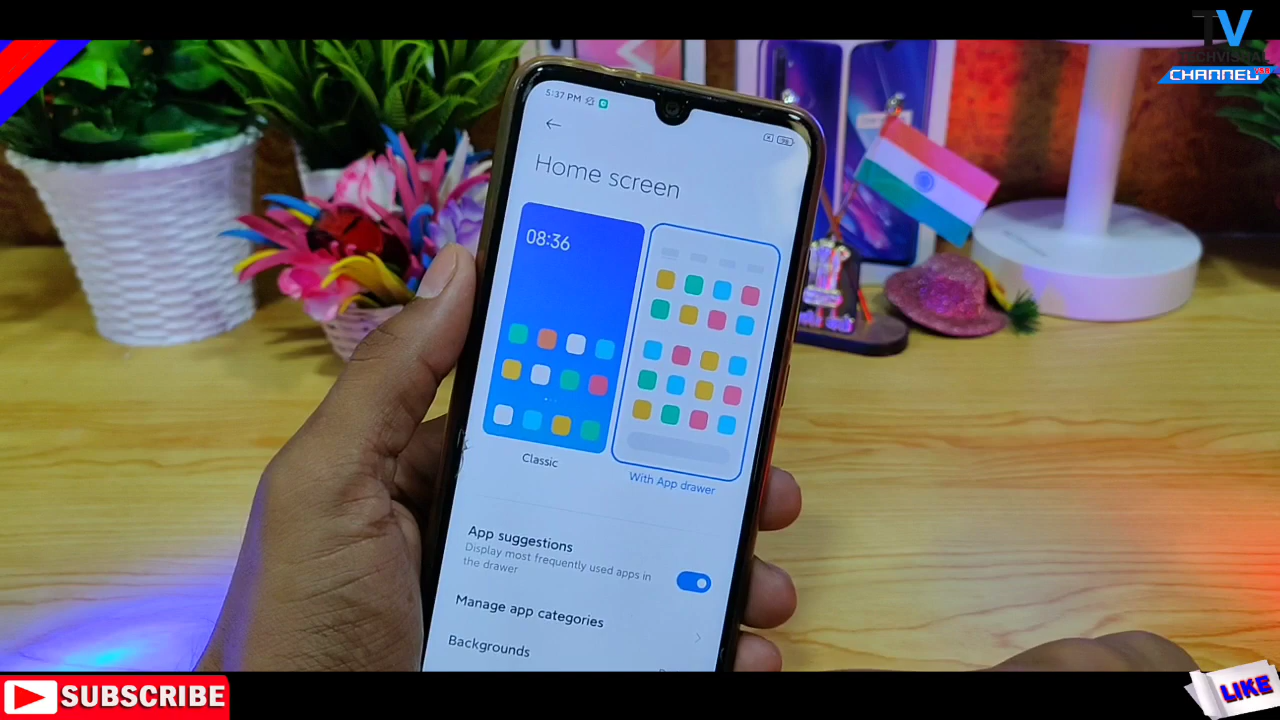 TV
CHANNEL
5:37 PM
Home screen
08:36
Classic
With App drawer
App suggestions
Display most frequently used apps in
the drawer
Manage app categories
Backgrounds
SUBSCRIBE
LIKE